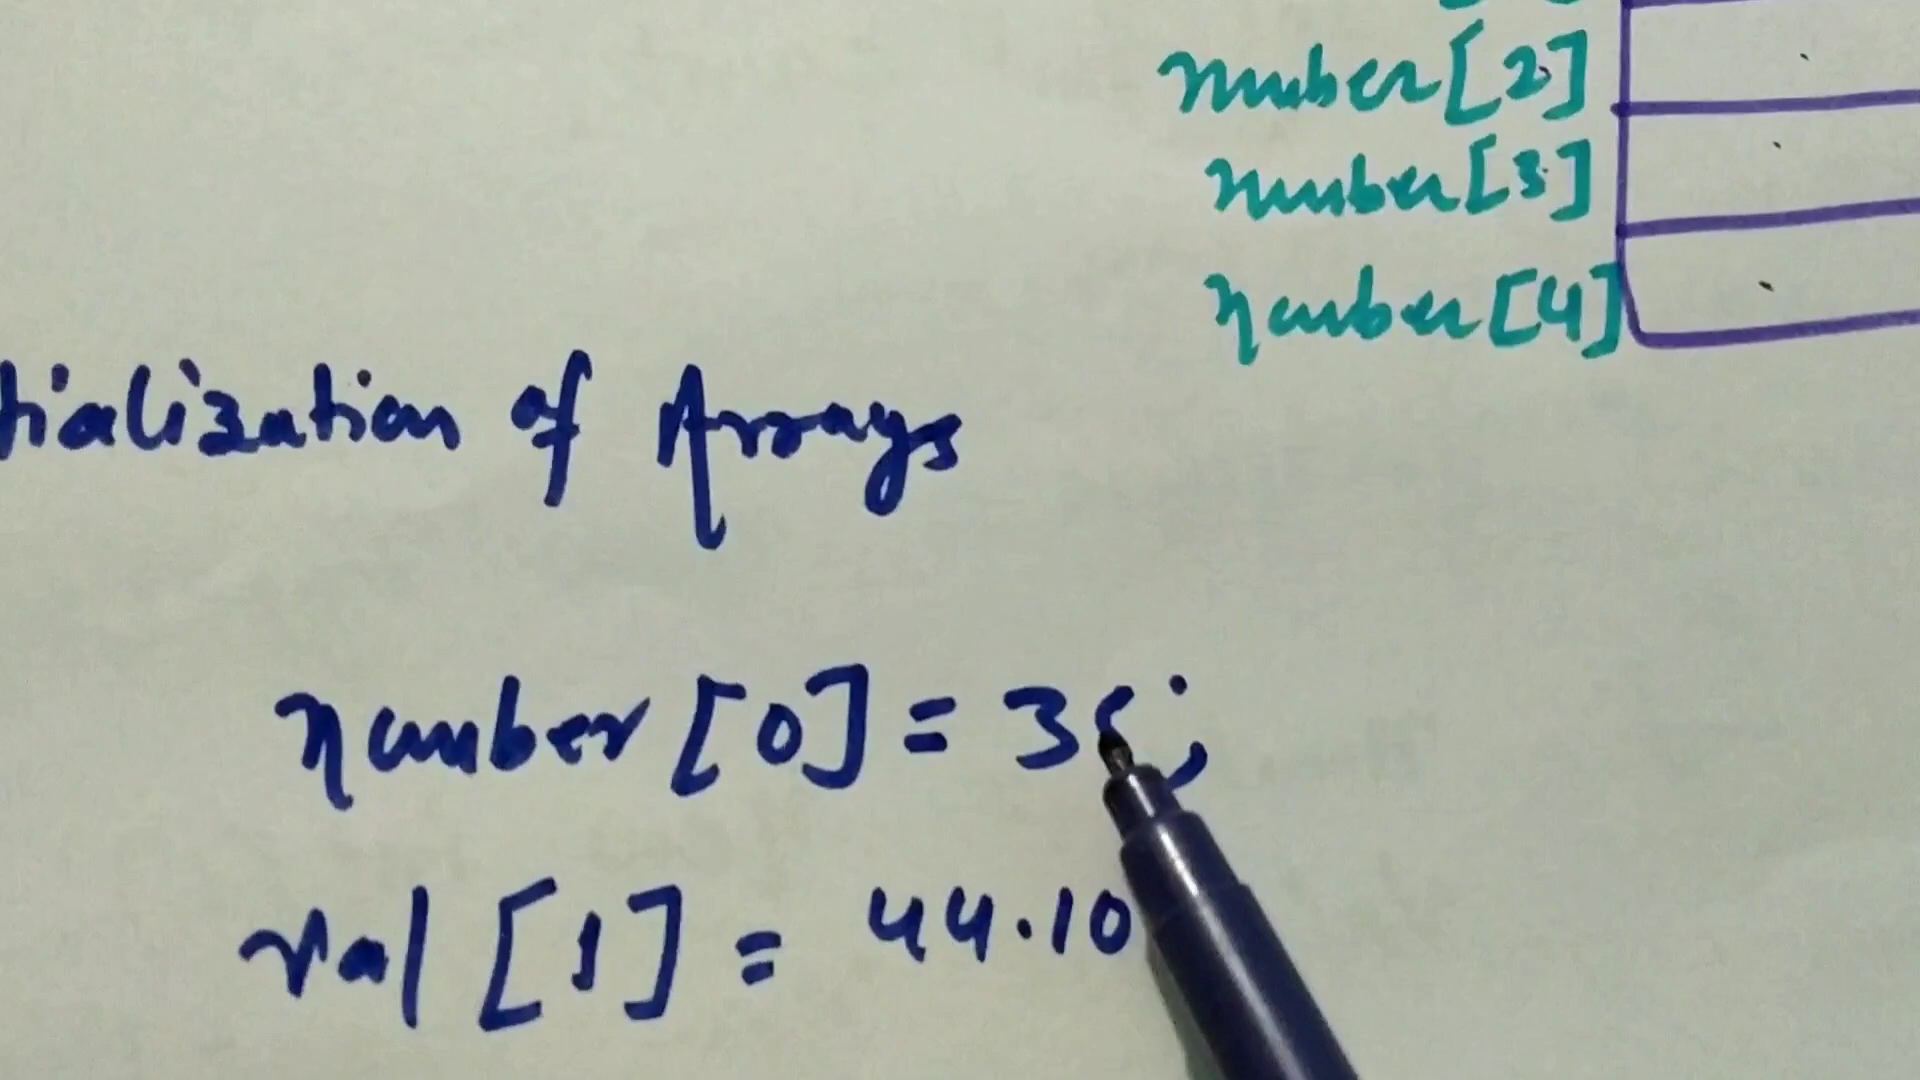 number[2]
number[3]
number[4]
tialization of Arrays
number[0] = 35;
val[1] = 44.10